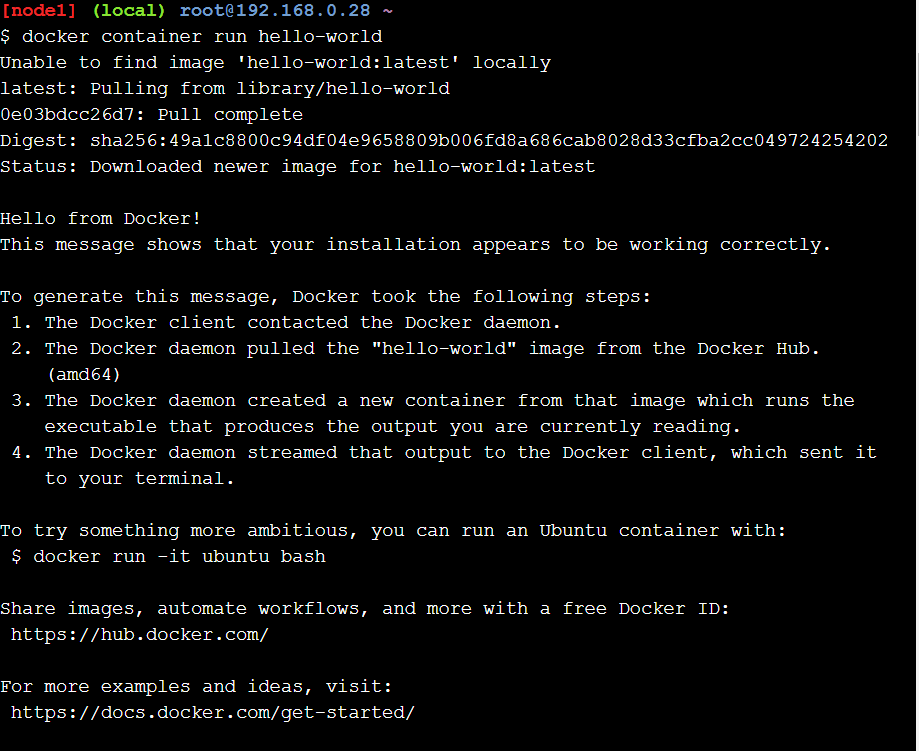 [node1] (local) root@192.168.0.28 ~
$ docker container run hello-world
Unable to find image 'hello-world:latest' locally
latest: Pulling from library/hello-world
0e03bdcc26d7: Pull complete
Digest: sha256:49a1c8800c94df04e9658809b006fd8a686cab8028d33cfba2cc049724254202
Status: Downloaded newer image for hello-world:latest

Hello from Docker!
This message shows that your installation appears to be working correctly.

To generate this message, Docker took the following steps:
 1. The Docker client contacted the Docker daemon.
 2. The Docker daemon pulled the "hello-world" image from the Docker Hub.
    (amd64)
 3. The Docker daemon created a new container from that image which runs the
    executable that produces the output you are currently reading.
 4. The Docker daemon streamed that output to the Docker client, which sent it
    to your terminal.

To try something more ambitious, you can run an Ubuntu container with:
 $ docker run -it ubuntu bash

Share images, automate workflows, and more with a free Docker ID:
 https://hub.docker.com/

For more examples and ideas, visit:
 https://docs.docker.com/get-started/